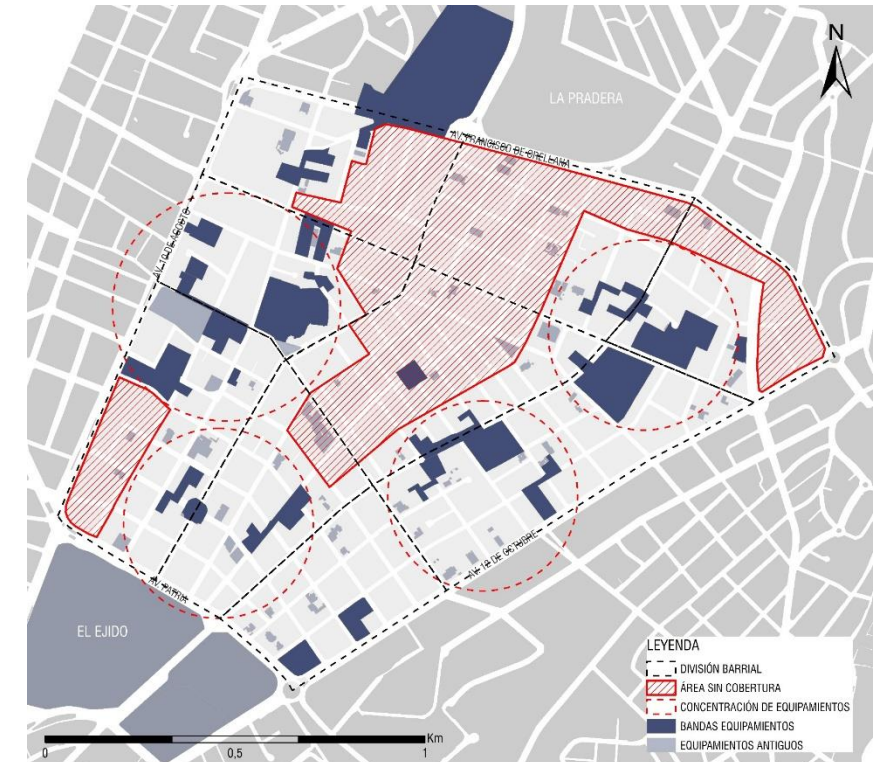 N
LA PRADERA
AV. FRANCISCO DE ORELLANA
AV. 10 DE AGOSTO
AV. 12 DE OCTUBRE
AV. PATRIA
EL EJIDO
LEYENDA
DIVISIÓN BARRIAL
ÁREA SIN COBERTURA
CONCENTRACIÓN DE EQUIPAMIENTOS
BANDAS EQUIPAMIENTOS
EQUIPAMIENTOS ANTIGUOS
Km
0 0,5 1